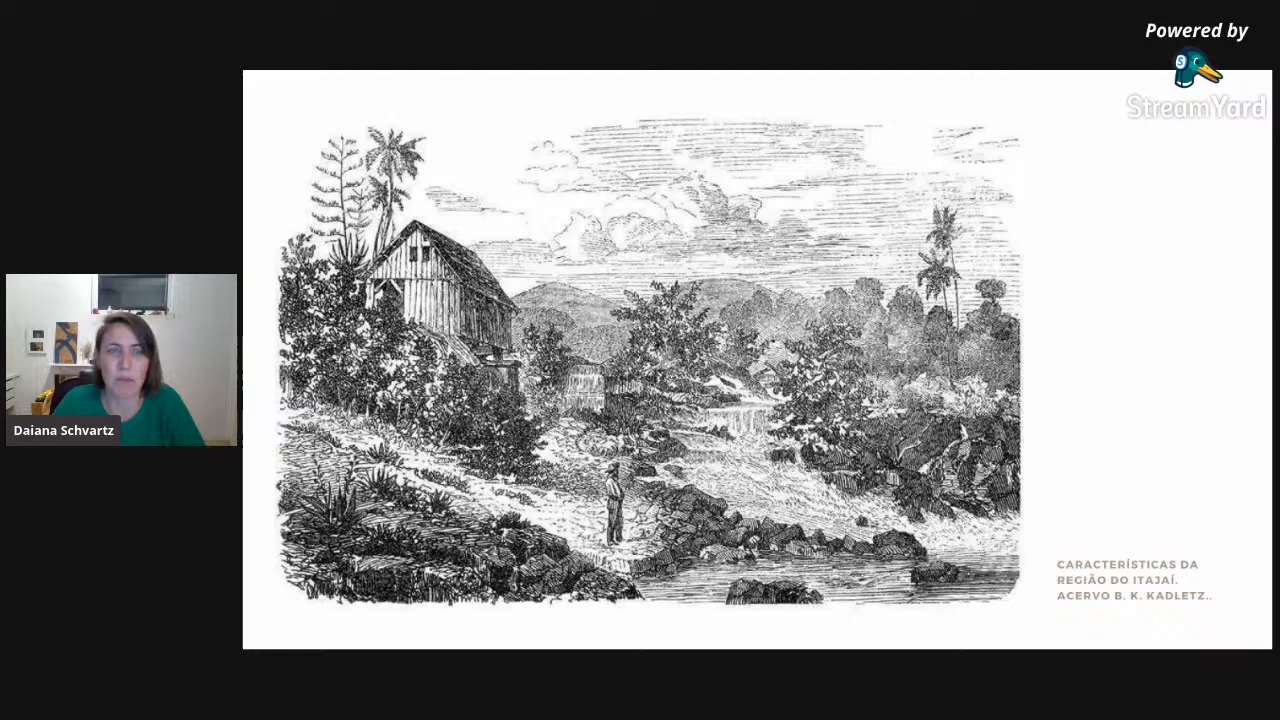 Powered by
StreamYard
Daiana Schvartz
CARACTERÍSTICAS DA
REGIÃO DO ITAJAÍ.
ACERVO B. K. KADLETZ..